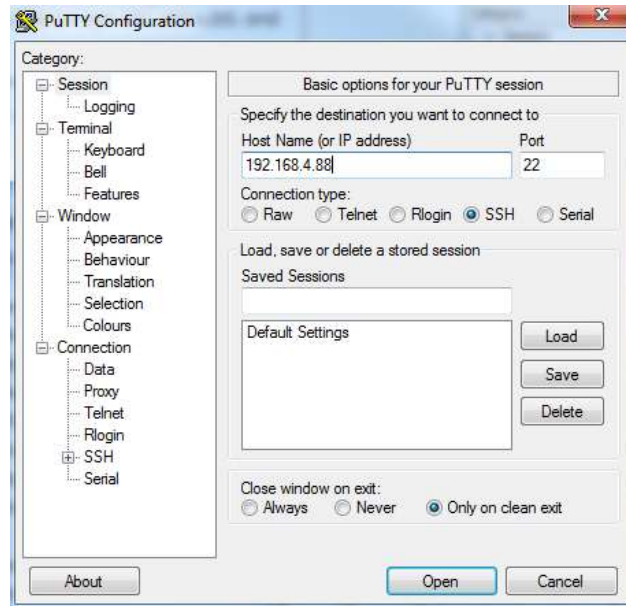 PuTTY Configuration
Category:
Session
Logging
Terminal
Keyboard
Bell
Features
Window
Appearance
Behaviour
Translation
Selection
Colours
Connection
Data
Proxy
Telnet
Rlogin
SSH
Serial
Basic options for your PuTTY session
Specify the destination you want to connect to
Host Name (or IP address) Port
192.168.4.88 22
Connection type:
Raw Telnet Rlogin SSH Serial
Load, save or delete a stored session
Saved Sessions
Default Settings
Load
Save
Delete
Close window on exit:
Always Never Only on clean exit
About Open Cancel